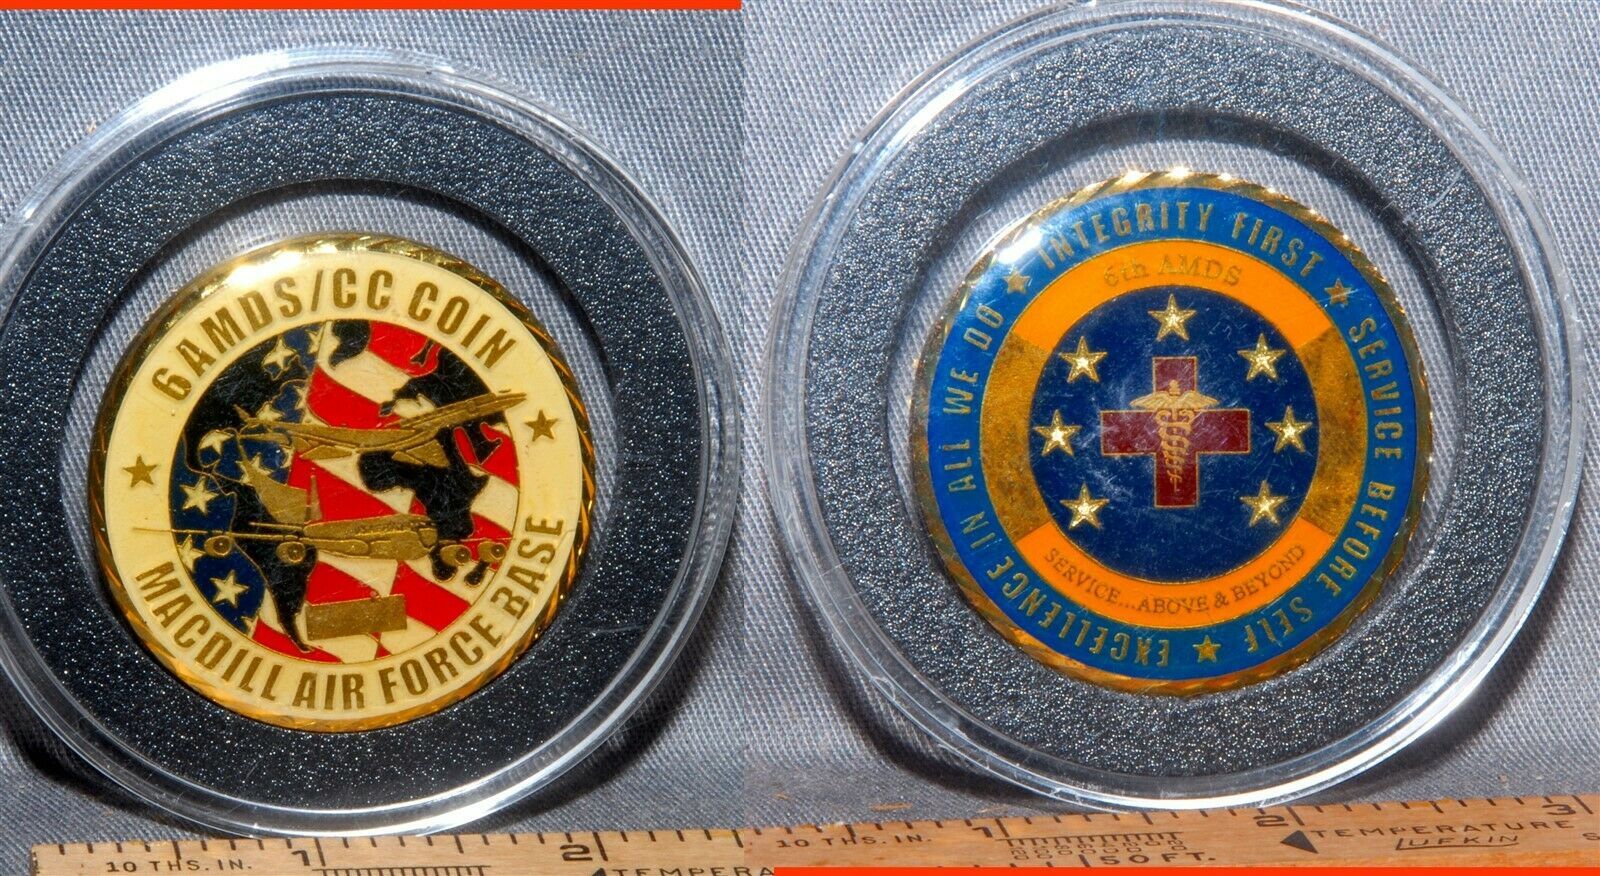 6AMDS/CC COIN
MACDILL AIR FORCE BASE
INTEGRITY FIRST
SERVICE BEFORE SELF
EXCELLENCE IN ALL WE DO
6th AMDS
SERVICE...ABOVE & BEYOND
10 THS. IN.
1
2
TEMPERA
10 THS. IN.
1
2
3
50 FT.
TEMPERATURE
LUFKIN